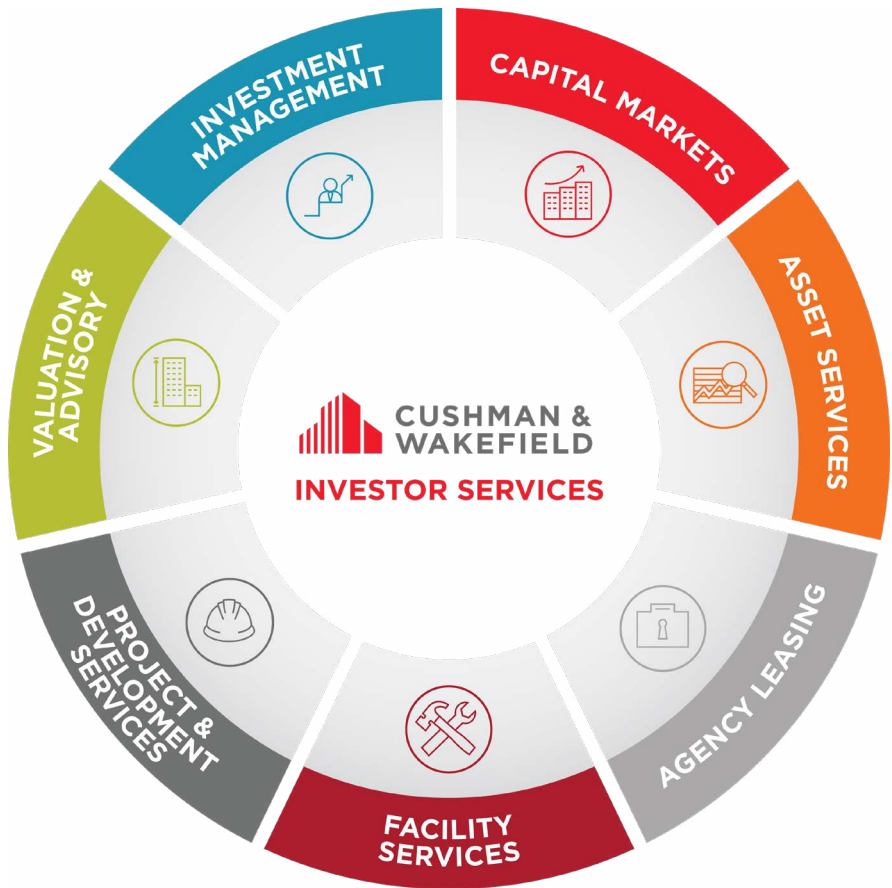 CUSHMAN &
WAKEFIELD
INVESTOR SERVICES
CAPITAL MARKETS
ASSET SERVICES
AGENCY LEASING
FACILITY
SERVICES
PROJECT &
DEVELOPMENT
SERVICES
VALUATION &
ADVISORY
INVESTMENT
MANAGEMENT